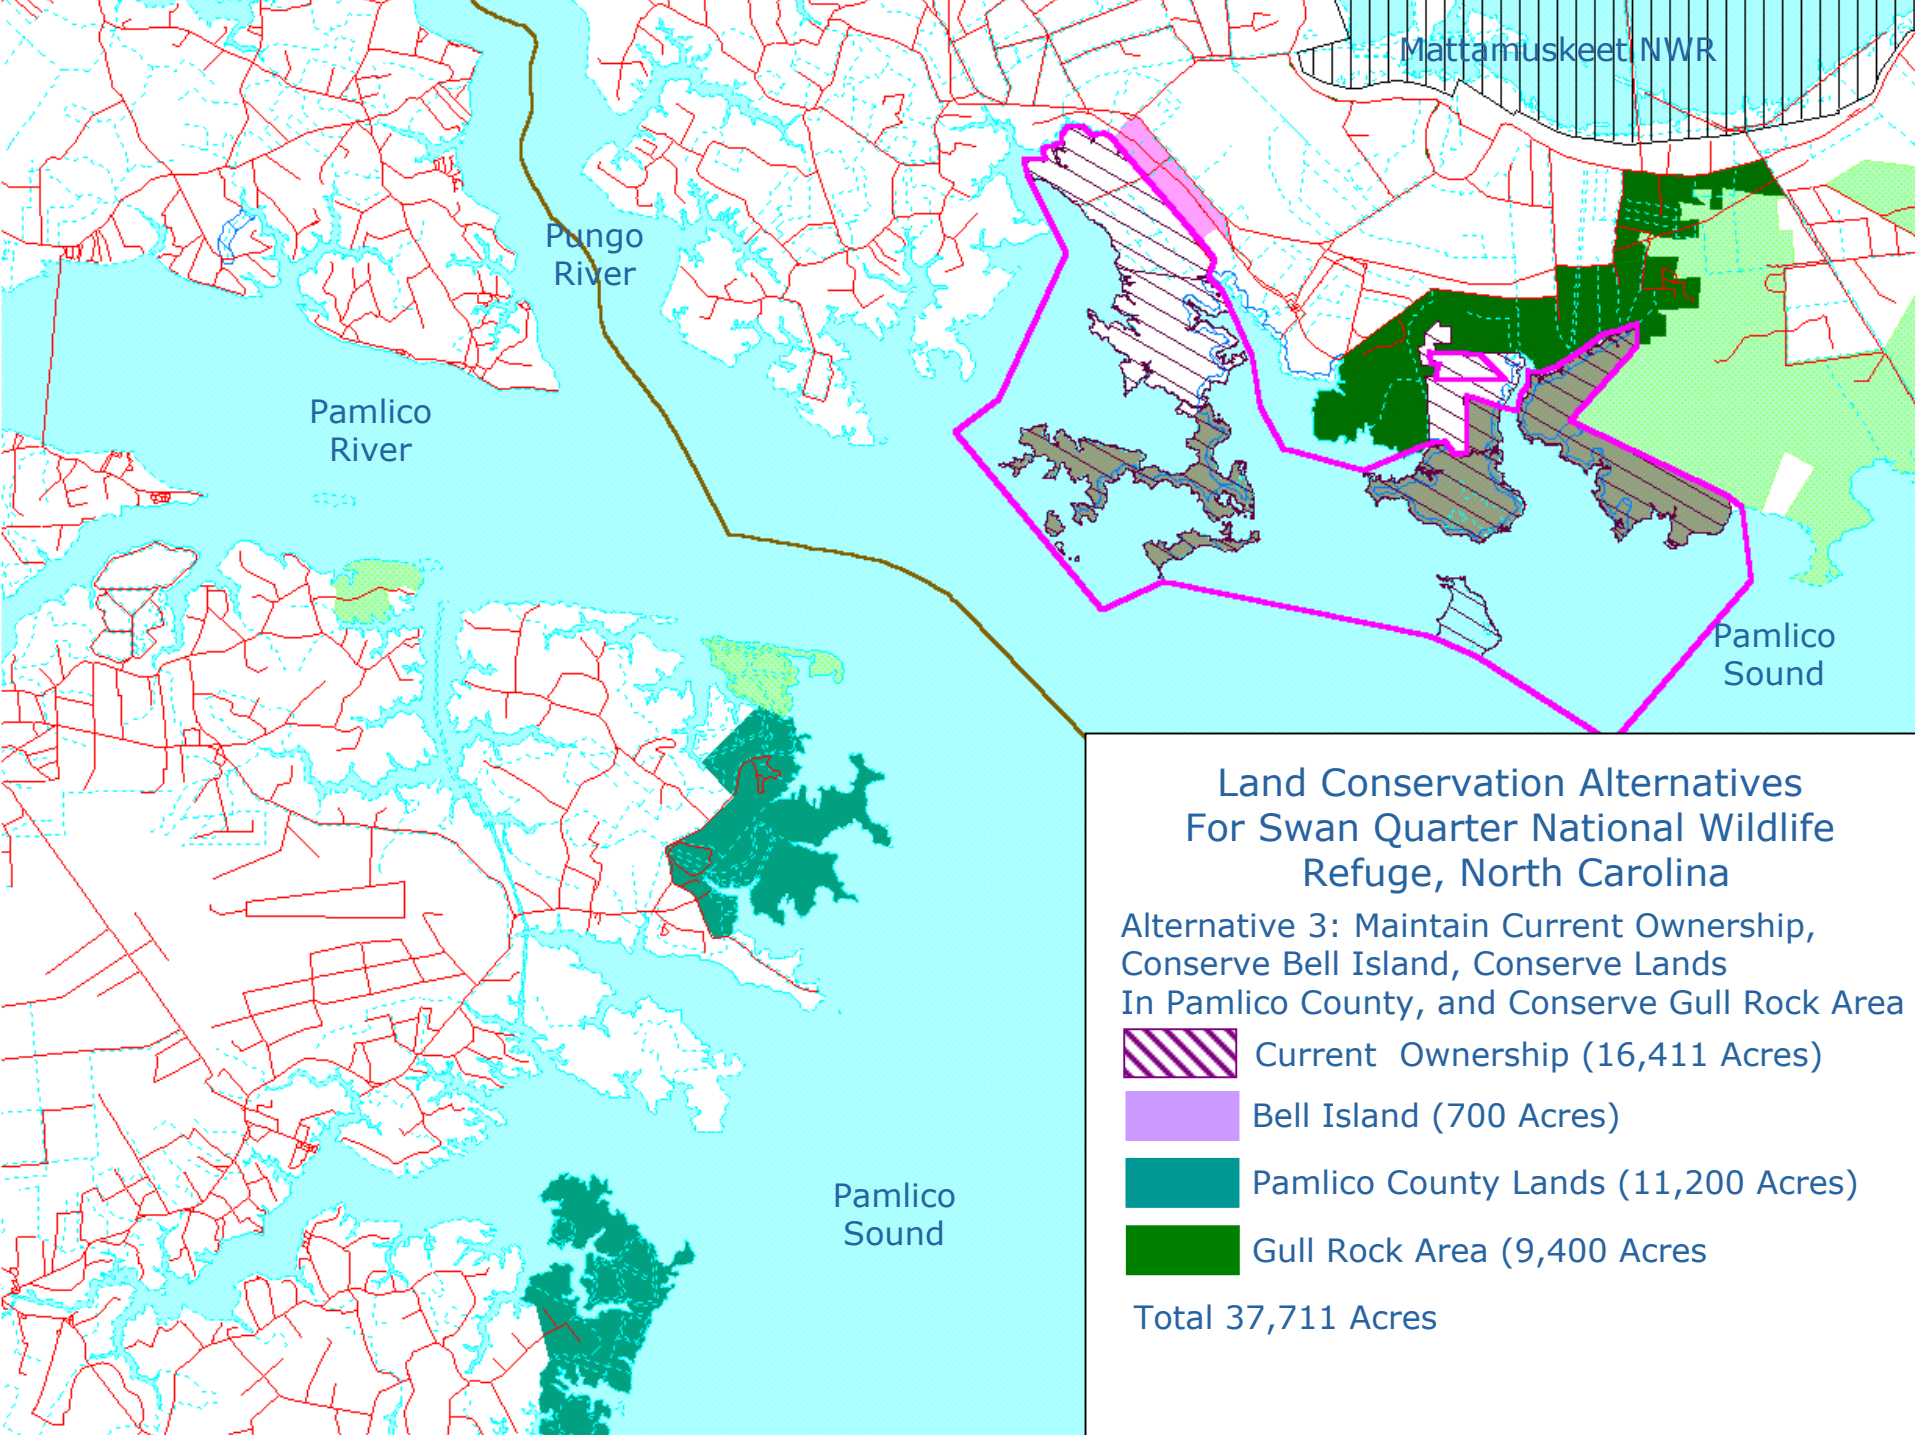 Mattamuskeet NWR
Pungo
River
Pamlico
River
Pamlico
Sound
Land Conservation Alternatives
For Swan Quarter National Wildlife
Refuge, North Carolina
Alternative 3: Maintain Current Ownership,
Conserve Bell Island, Conserve Lands
In Pamlico County, and Conserve Gull Rock Area
Current  Ownership (16,411 Acres)
Bell Island (700 Acres)
Pamlico County Lands (11,200 Acres)
Gull Rock Area (9,400 Acres
Total 37,711 Acres
Pamlico
Sound